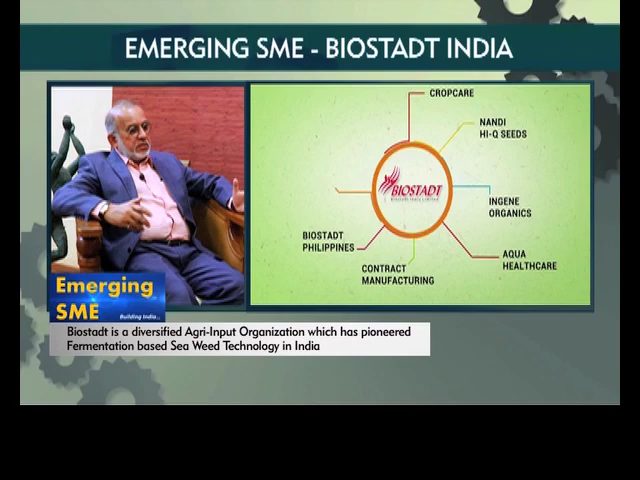 EMERGING SME - BIOSTADT INDIA
CROPCARE
NANDI
HI-Q SEEDS
BIOSTADT
INGENE
ORGANICS
BIOSTADT
PHILIPPINES
AQUA
HEALTHCARE
CONTRACT
MANUFACTURING
Emerging
SME
Building India...
Biostadt is a diversified Agri-Input Organization which has pioneered
Fermentation based Sea Weed Technology in India